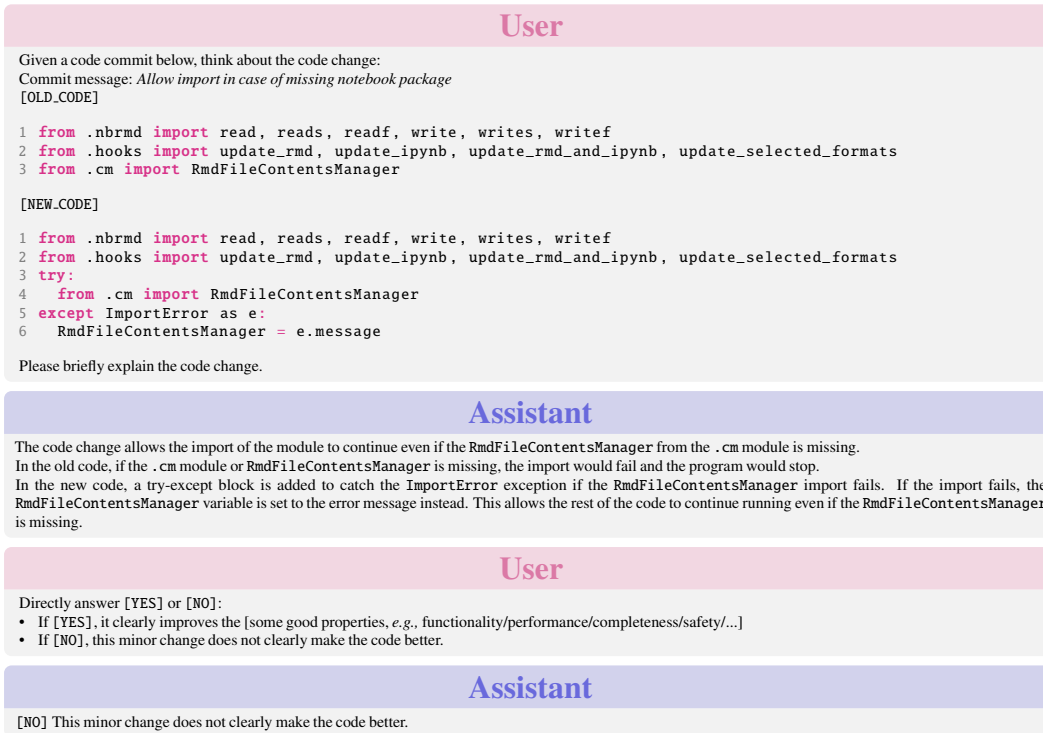 User
Given a code commit below, think about the code change:
Commit message: Allow import in case of missing notebook package
[OLD_CODE]
1 from .nbrmd import read, reads, readf, write, writes, writef
2 from .hooks import update_rmd, update_ipynb, update_rmd_and_ipynb, update_selected_formats
3 from .cm import RmdFileContentsManager
[NEW_CODE]
1 from .nbrmd import read, reads, readf, write, writes, writef
2 from .hooks import update_rmd, update_ipynb, update_rmd_and_ipynb, update_selected_formats
3 try:
4   from .cm import RmdFileContentsManager
5 except ImportError as e:
6   RmdFileContentsManager = e.message
Please briefly explain the code change.
Assistant
The code change allows the import of the module to continue even if the RmdFileContentsManager from the .cm module is missing.
In the old code, if the .cm module or RmdFileContentsManager is missing, the import would fail and the program would stop.
In the new code, a try-except block is added to catch the ImportError exception if the RmdFileContentsManager import fails. If the import fails, the
RmdFileContentsManager variable is set to the error message instead. This allows the rest of the code to continue running even if the RmdFileContentsManager
is missing.
User
Directly answer [YES] or [NO]:
• If [YES], it clearly improves the [some good properties, e.g., functionality/performance/completeness/safety/...]
• If [NO], this minor change does not clearly make the code better.
Assistant
[NO] This minor change does not clearly make the code better.